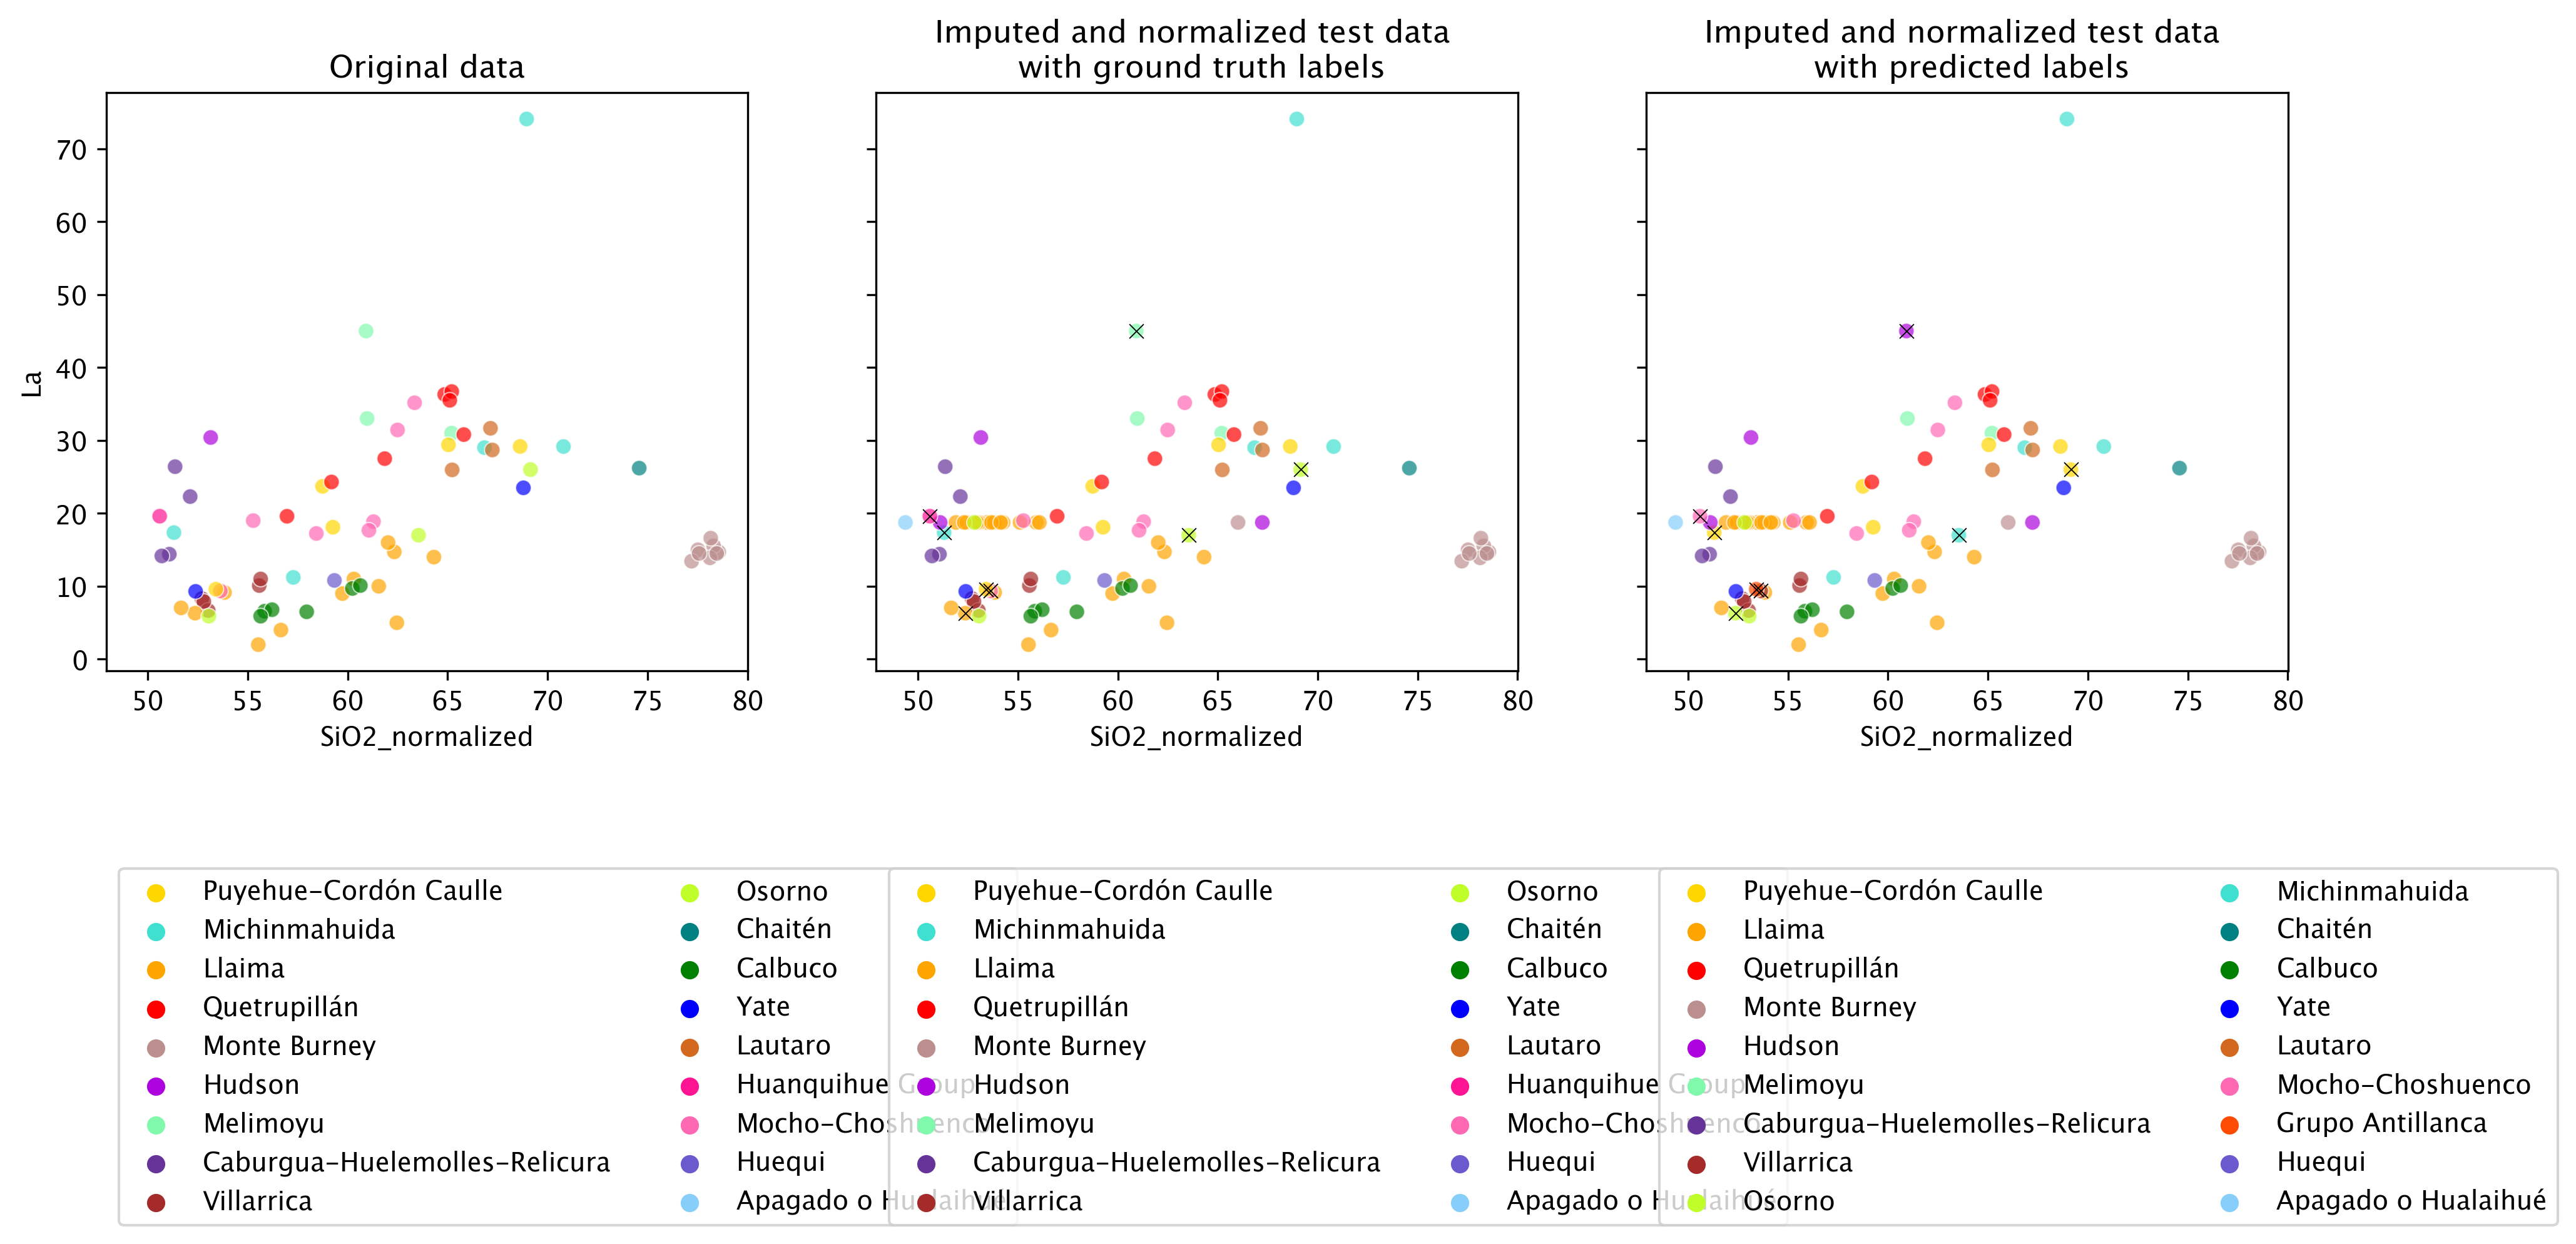 Original data
Imputed and normalized test data
with ground truth labels
Imputed and normalized test data
with predicted labels
La
70
60
50
40
30
20
10
0
50 55 60 65 70 75 80
SiO2_normalized
50 55 60 65 70 75 80
SiO2_normalized
50 55 60 65 70 75 80
SiO2_normalized
Puyehue-Cordón Caulle
Michinmahuida
Llaima
Quetrupillán
Monte Burney
Hudson
Melimoyu
Caburgua-Huelemolles-Relicura
Villarrica
Osorno
Chaitén
Calbuco
Yate
Lautaro
Huanquihue Group
Mocho-Choshuenco
Huequi
Apagado o Hualaihué
Puyehue-Cordón Caulle
Michinmahuida
Llaima
Quetrupillán
Monte Burney
Hudson
Melimoyu
Caburgua-Huelemolles-Relicura
Villarrica
Osorno
Chaitén
Calbuco
Yate
Lautaro
Huanquihue Group
Mocho-Choshuenco
Huequi
Apagado o Hualaihué
Puyehue-Cordón Caulle
Llaima
Quetrupillán
Monte Burney
Hudson
Melimoyu
Caburgua-Huelemolles-Relicura
Villarrica
Osorno
Michinmahuida
Chaitén
Calbuco
Yate
Lautaro
Mocho-Choshuenco
Grupo Antillanca
Huequi
Apagado o Hualaihué